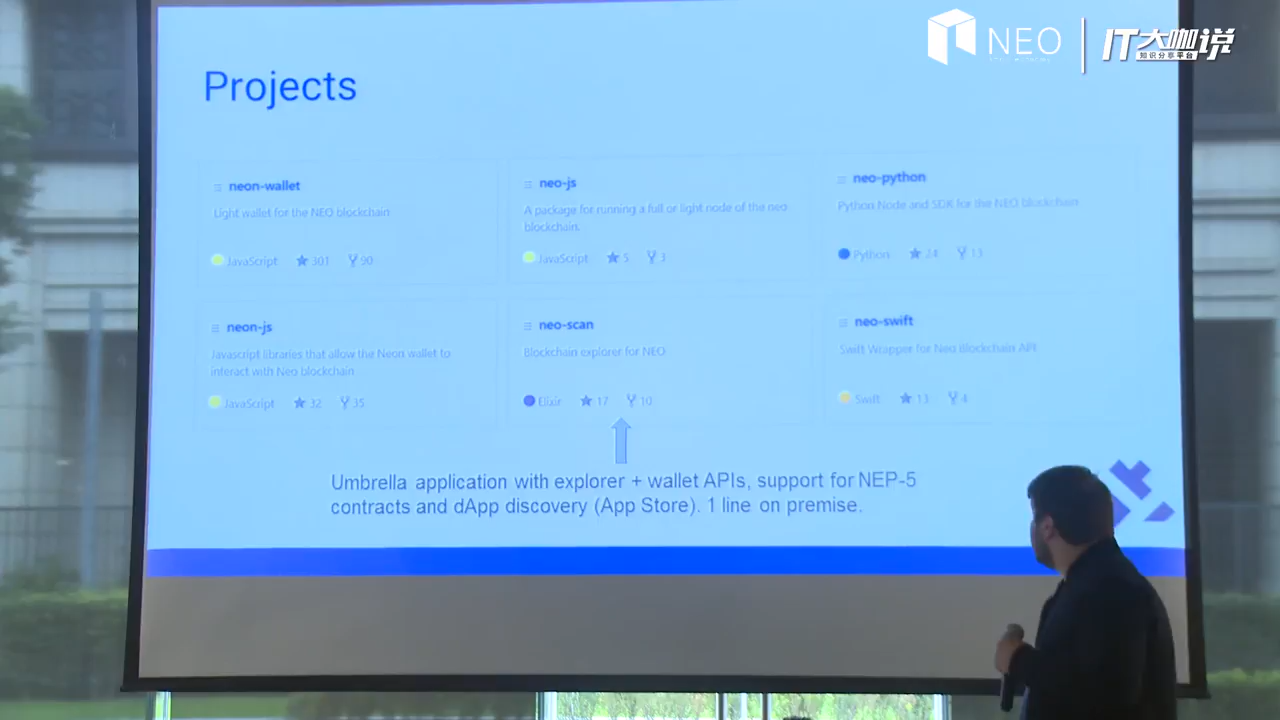 NEO
IT大咖说
知识分享平台
Projects
neon-wallet
Light wallet for the NEO blockchain
JavaScript 301 90
neo-js
A package for running a full or light node of the neo
blockchain.
JavaScript 5 3
neo-python
Python Node and SDK for the NEO blockchain
Python 24 13
neon-js
Javascript libraries that allow the Neon wallet to
interact with Neo blockchain
JavaScript 32 35
neo-scan
Blockchain explorer for NEO
Elixir 17 10
neo-swift
Swift Wrapper for Neo Blockchain API
Swift 13 4
Umbrella application with explorer + wallet APIs, support for NEP-5
contracts and dApp discovery (App Store). 1 line on premise.